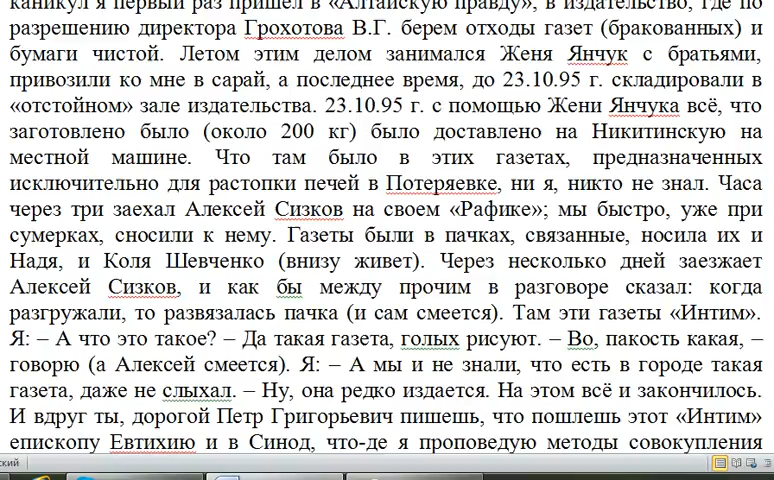 каникул я первый раз пришёл в «Алтайскую правду», в издательство, где по
разрешению директора Грохотова В.Г. берем отходы газет (бракованных) и
бумаги чистой. Летом этим делом занимался Женя Янчук с братьями,
привозили ко мне в сарай, а последнее время, до 23.10.95 г. складировали в
«отстойном» зале издательства. 23.10.95 г. с помощью Жени Янчука всё, что
заготовлено было (около 200 кг) было доставлено на Никитинскую на
местной машине. Что там было в этих газетах, предназначенных
исключительно для растопки печей в Потеряевке, ни я, никто не знал. Часа
через три заехал Алексей Сизков на своем «Рафике»; мы быстро, уже при
сумерках, сносили к нему. Газеты были в пачках, связанные, носила их и
Надя, и Коля Шевченко (внизу живет). Через несколько дней заезжает
Алексей Сизков, и как бы между прочим в разговоре сказал: когда
разгружали, то развязалась пачка (и сам смеется). Там эти газеты «Интим».
Я: – А что это такое? – Да такая газета, голых рисуют. – Во, пакость какая, –
говорю (а Алексей смеется). Я: – А мы и не знали, что есть в городе такая
газета, даже не слыхал. – Ну, она редко издается. На этом всё и закончилось.
И вдруг ты, дорогой Петр Григорьевич пишешь, что пошлешь этот «Интим»
епископу Евтихию и в Синод, что-де я проповедую методы совокупления
ский